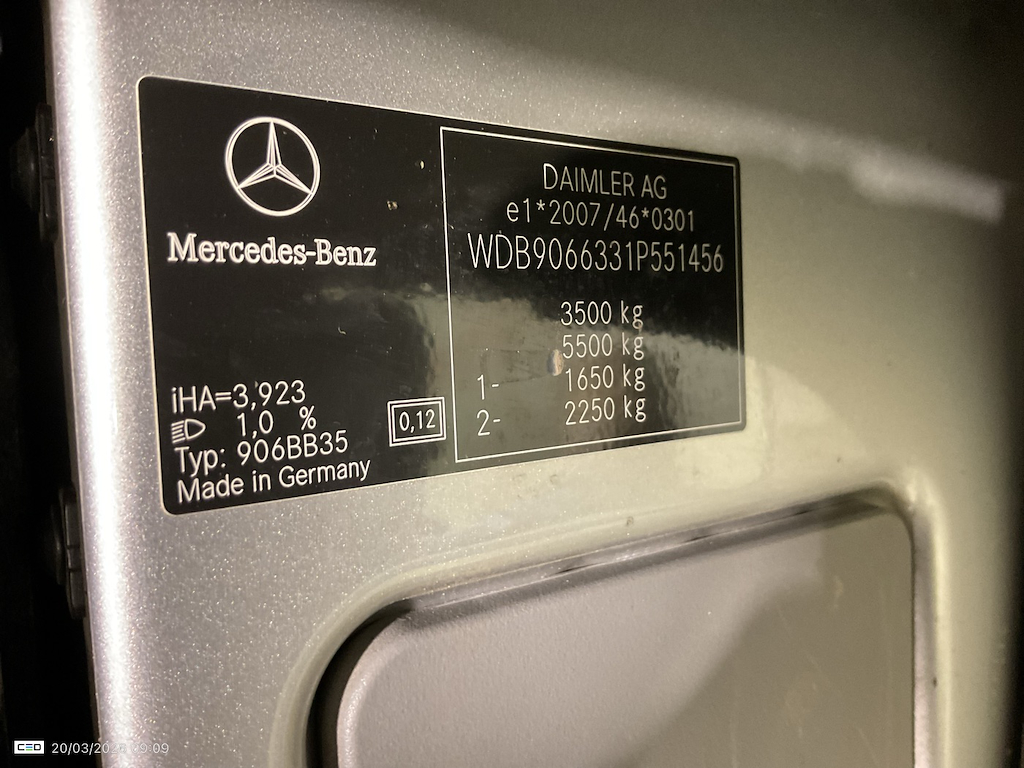 Mercedes-Benz
iHA=3,923
1,0 %
Typ: 906BB35
Made in Germany
0,12
DAIMLER AG
e1*2007/46*0301
WDB9066331P551456
3500 kg
5500 kg
1- 1650 kg
2- 2250 kg
CEO